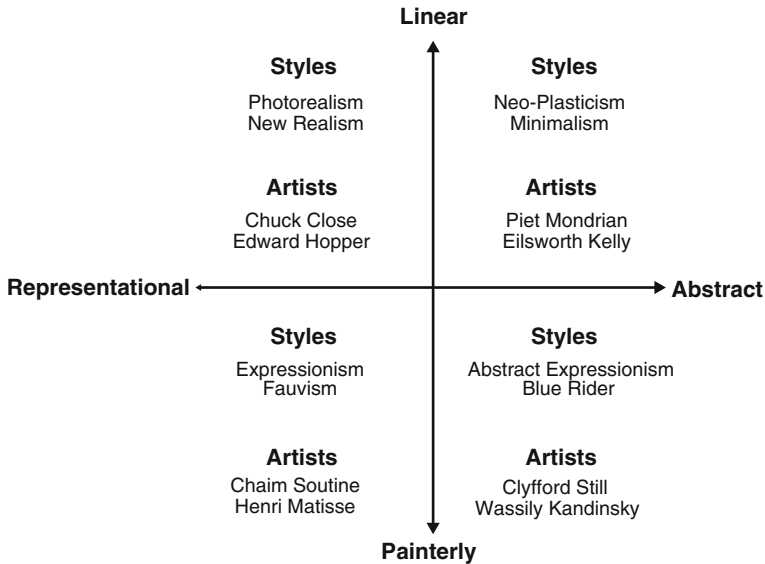 Linear
Styles
Photorealism
New Realism
Styles
Neo-Plasticism
Minimalism
Artists
Chuck Close
Edward Hopper
Artists
Piet Mondrian
Eilsworth Kelly
Representational
Abstract
Styles
Expressionism
Fauvism
Styles
Abstract Expressionism
Blue Rider
Artists
Chaim Soutine
Henri Matisse
Artists
Clyfford Still
Wassily Kandinsky
Painterly